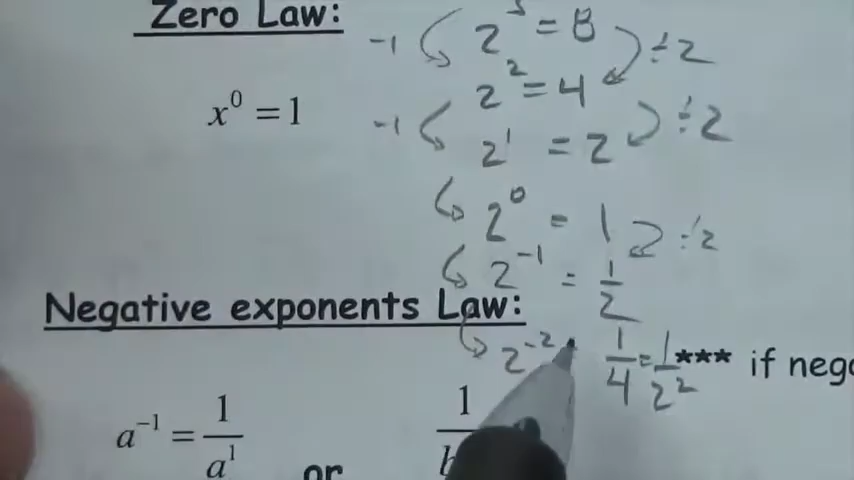 Zero Law:
-1 2³ = 8 ÷2
2² = 4
x⁰ = 1
-1 2¹ = 2 ÷2
2⁰ = 1 ÷2
2⁻¹ = 1/2
Negative exponents Law:
2⁻² 1/4 = 1/2² *** if nega
a⁻¹ = 1/a¹ or 1/b